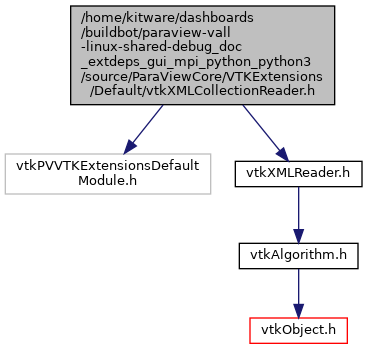 /home/kitware/dashboards
/buildbot/paraview-vall
-linux-shared-debug_doc
_extdeps_gui_mpi_python_python3
/source/ParaViewCore/VTKExtensions
/Default/vtkXMLCollectionReader.h
vtkPVVTKExtensionsDefault
Module.h
vtkXMLReader.h
vtkAlgorithm.h
vtkObject.h